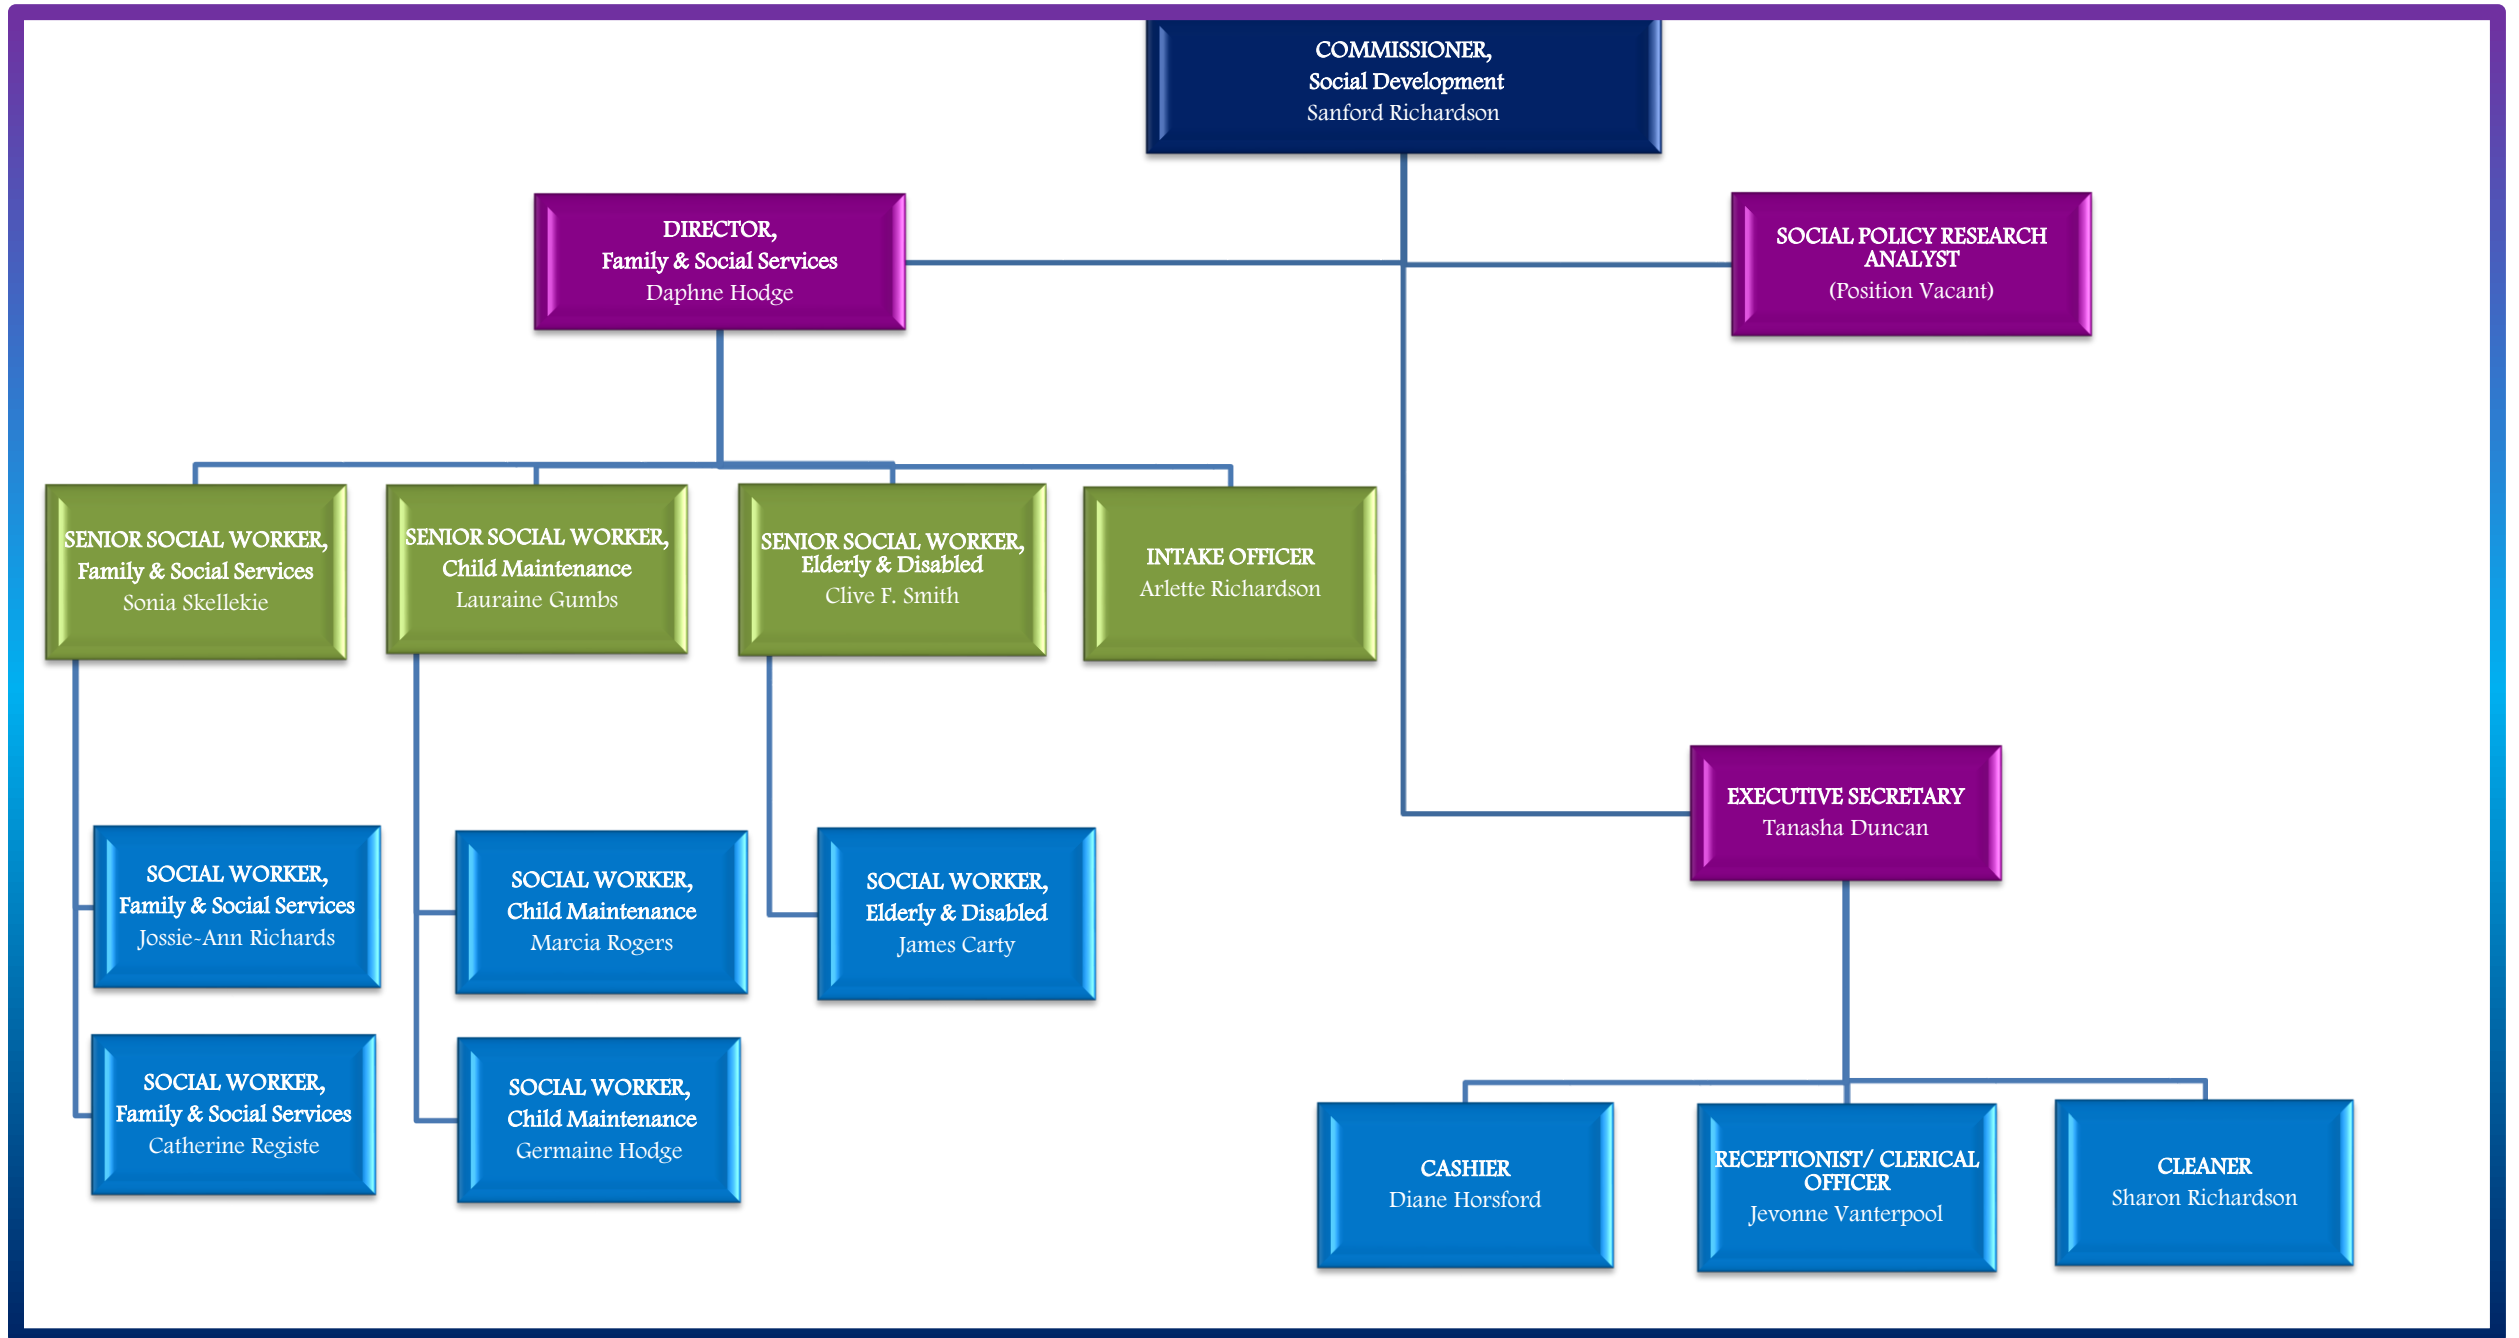 COMMISSIONER,
Social Development
Sanford Richardson
DIRECTOR,
Family & Social Services
Daphne Hodge
SOCIAL POLICY RESEARCH
ANALYST
(Position Vacant)
SENIOR SOCIAL WORKER,
Family & Social Services
Sonia Skellekie
SENIOR SOCIAL WORKER,
Child Maintenance
Lauraine Gumbs
SENIOR SOCIAL WORKER,
Elderly & Disabled
Clive F. Smith
INTAKE OFFICER
Arlette Richardson
EXECUTIVE SECRETARY
Tanasha Duncan
SOCIAL WORKER,
Family & Social Services
Jossie-Ann Richards
SOCIAL WORKER,
Child Maintenance
Marcia Rogers
SOCIAL WORKER,
Elderly & Disabled
James Carty
SOCIAL WORKER,
Family & Social Services
Catherine Registe
SOCIAL WORKER,
Child Maintenance
Germaine Hodge
CASHIER
Diane Horsford
RECEPTIONIST/ CLERICAL
OFFICER
Jevonne Vanterpool
CLEANER
Sharon Richardson